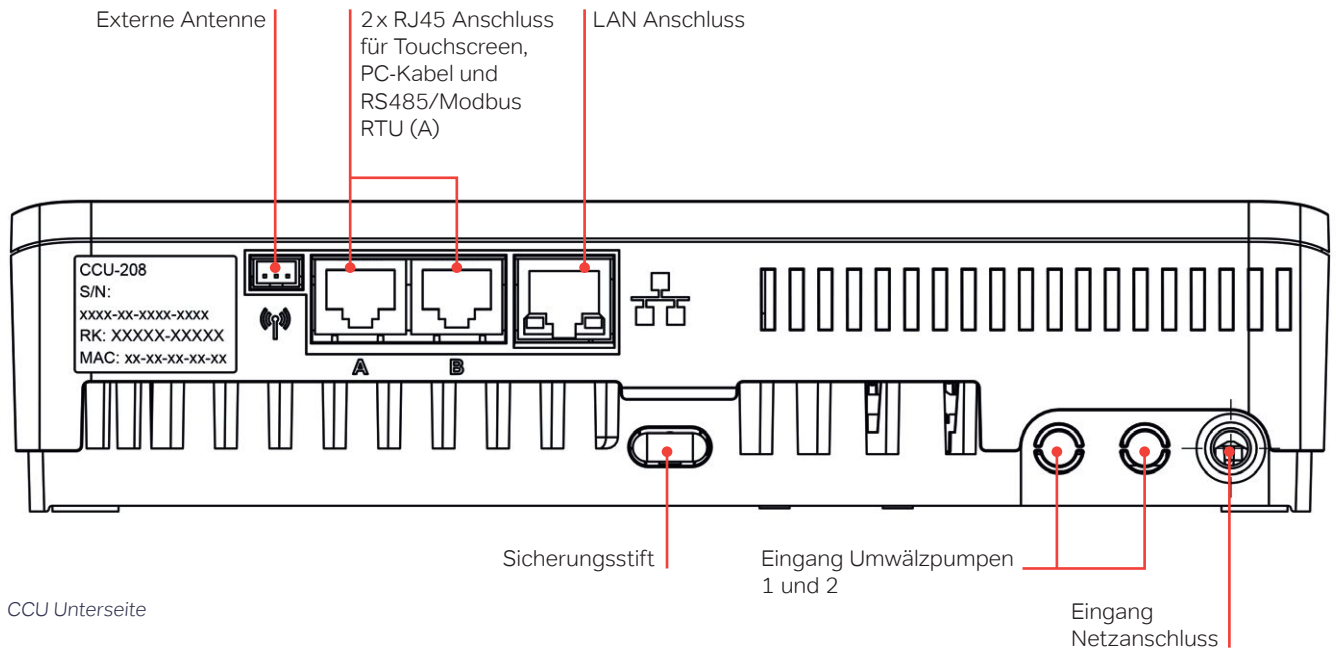 Externe Antenne
2x RJ45 Anschluss
für Touchscreen,
PC-Kabel und
RS485/Modbus
RTU (A)
LAN Anschluss
CCU-208
S/N:
xxxx-xx-xxxx-xxxx
RK: XXXXX-XXXXX
MAC: xx-xx-xx-xx-xx
A
B
Sicherungsstift
Eingang Umwälzpumpen
1 und 2
Eingang
Netzanschluss
CCU Unterseite